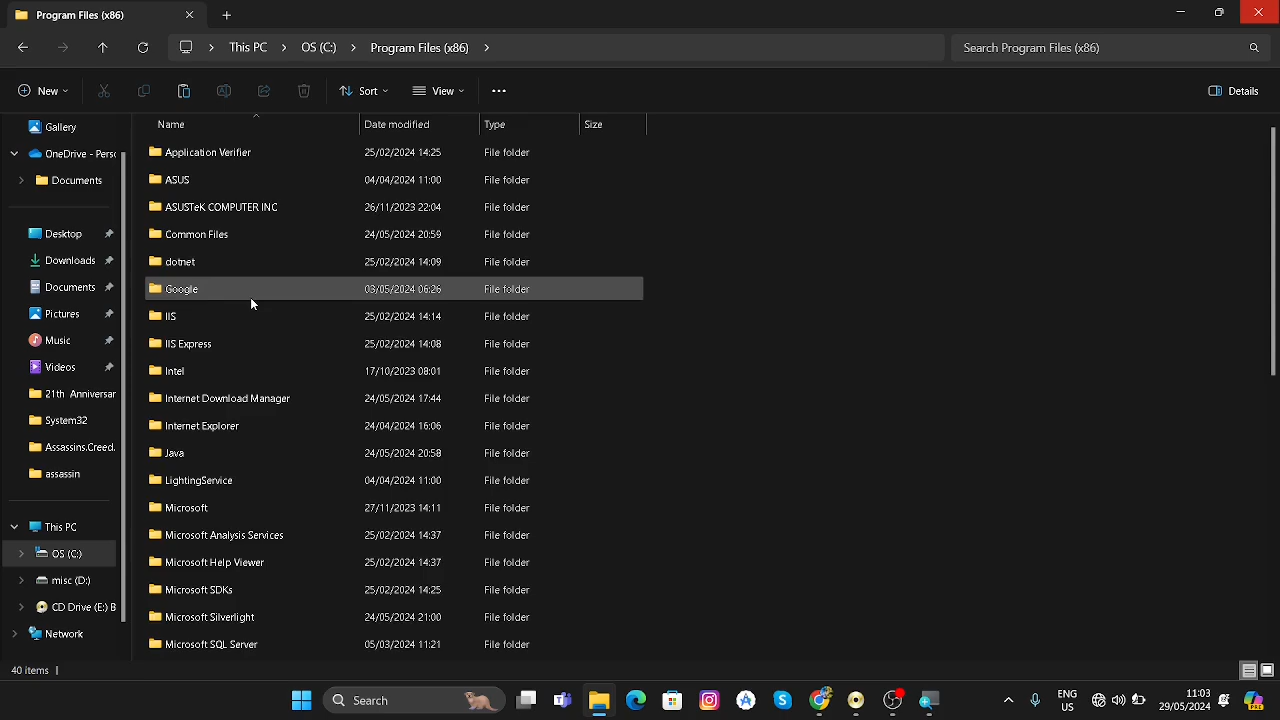 Program Files (x86)
This PC > OS (C:) > Program Files (x86) >
Search Program Files (x86)
New
Sort
View
Details
Gallery
OneDrive - Perso
Documents
Desktop
Downloads
Documents
Pictures
Music
Videos
21th Anniversar
System32
Assassins.Creed.
assassin
This PC
OS (C:)
misc (D:)
CD Drive (E:) B
Network
Name Date modified Type Size
Application Verifier 25/02/2024 14:25 File folder
ASUS 04/04/2024 11:00 File folder
ASUSTeK COMPUTER INC 26/11/2023 22:04 File folder
Common Files 24/05/2024 20:59 File folder
dotnet 25/02/2024 14:09 File folder
Google 03/05/2024 06:26 File folder
IIS 25/02/2024 14:14 File folder
IIS Express 25/02/2024 14:08 File folder
Intel 17/10/2023 08:01 File folder
Internet Download Manager 24/05/2024 17:44 File folder
Internet Explorer 24/04/2024 16:06 File folder
Java 24/05/2024 20:58 File folder
LightingService 04/04/2024 11:00 File folder
Microsoft 27/11/2023 14:11 File folder
Microsoft Analysis Services 25/02/2024 14:37 File folder
Microsoft Help Viewer 25/02/2024 14:37 File folder
Microsoft SDKs 25/02/2024 14:25 File folder
Microsoft Silverlight 24/05/2024 21:00 File folder
Microsoft SQL Server 05/03/2024 11:21 File folder
40 items
Search
ENG
US
11:03
29/05/2024
PRE